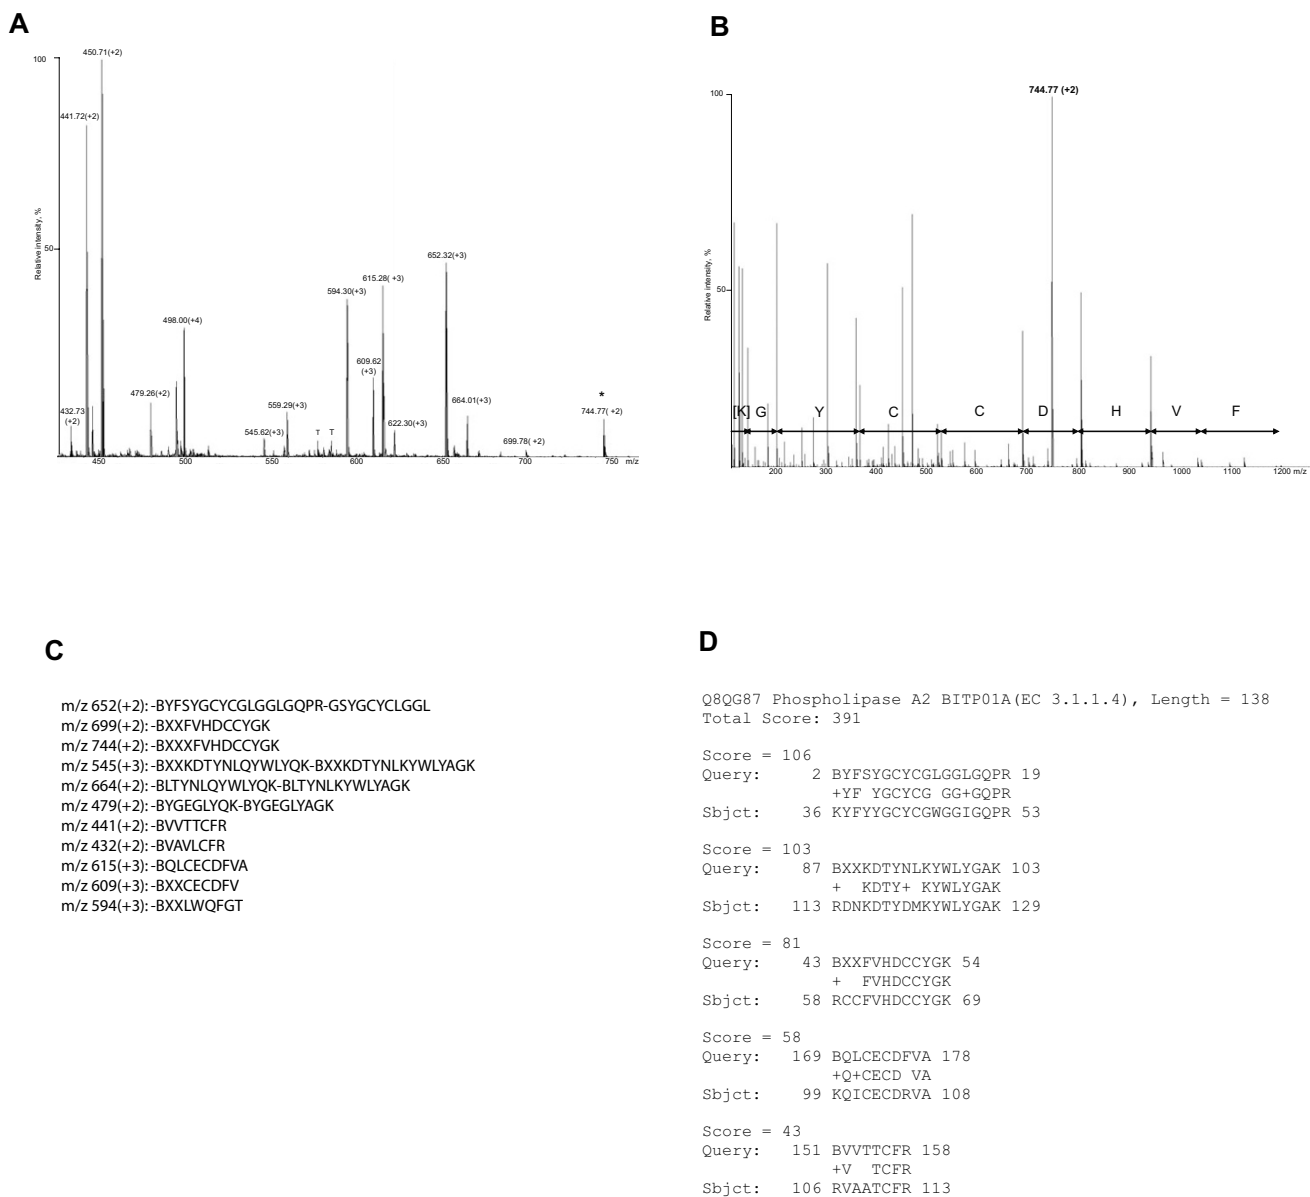 A
100
450.71(+2)
441.72(+2)
Relative intensity, %
50
432.73
(+2)
479.26(+2)
498.00(+4)
545.62(+3)
559.29(+3)
T T
594.30(+3)
609.62
(+3)
615.28( +3)
622.30(+3)
652.32(+3)
664.01(+3)
699.78( +2)
*
744.77( +2)
450 500 550 600 650 700 750 m/z
B
100
744.77 (+2)
Relative intensity, %
50
[K] G Y C C D H V F
200 300 400 500 600 700 800 900 1000 1100 1200 m/z
C
m/z 652(+2):-BYFSYGCYCGLGGLGQPR-GSYGCYCLGGL
m/z 699(+2):-BXXFVHDCCYGK
m/z 744(+2):-BXXXFVHDCCYGK
m/z 545(+3):-BXXKDTYNLQYWLYQK-BXXKDTYNLKYWLYAGK
m/z 664(+2):-BLTYNLQYWLYQK-BLTYNLKYWLYAGK
m/z 479(+2):-BYGEGLYQK-BYGEGLYAGK
m/z 441(+2):-BVVTTCFR
m/z 432(+2):-BVAVLCFR
m/z 615(+3):-BQLCECDFVA
m/z 609(+3):-BXXCECDFV
m/z 594(+3):-BXXLWQFGT
D
Q8QG87 Phospholipase A2 BITP01A(EC 3.1.1.4), Length = 138
Total Score: 391
Score = 106
Query: 2 BYFSYGCYCGLGGLGQPR 19
+YF YGCYCG GG+GQPR
Sbjct: 36 KYFYYGCYCGWGGIGQPR 53
Score = 103
Query: 87 BXXKDTYNLKYWLYGAK 103
+ KDTY+ KYWLYGAK
Sbjct: 113 RDNKDTYDMKYWLYGAK 129
Score = 81
Query: 43 BXXFVHDCCYGK 54
+ FVHDCCYGK
Sbjct: 58 RCCFVHDCCYGK 69
Score = 58
Query: 169 BQLCECDFVA 178
+Q+CECD VA
Sbjct: 99 KQICECDRVA 108
Score = 43
Query: 151 BVVTTCFR 158
+V TCFR
Sbjct: 106 RVAATCFR 113